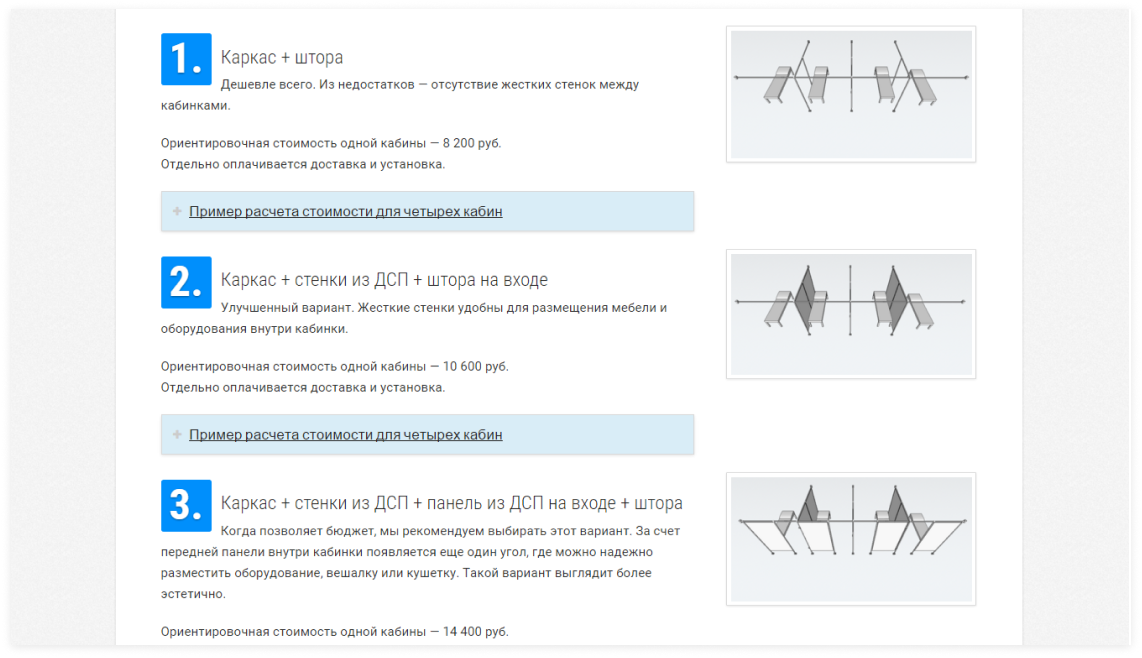 1.
Каркас + штора
Дешевле всего. Из недостатков — отсутствие жестких стенок между
кабинками.
Ориентировочная стоимость одной кабины — 8 200 руб.
Отдельно оплачивается доставка и установка.
+ Пример расчета стоимости для четырех кабин
2.
Каркас + стенки из ДСП + штора на входе
Улучшенный вариант. Жесткие стенки удобны для размещения мебели и
оборудования внутри кабинки.
Ориентировочная стоимость одной кабины — 10 600 руб.
Отдельно оплачивается доставка и установка.
+ Пример расчета стоимости для четырех кабин
3.
Каркас + стенки из ДСП + панель из ДСП на входе + штора
Когда позволяет бюджет, мы рекомендуем выбирать этот вариант. За счет
передней панели внутри кабинки появляется еще один угол, где можно надежно
разместить оборудование, вешалку или кушетку. Такой вариант выглядит более
эстетично.
Ориентировочная стоимость одной кабины — 14 400 руб.